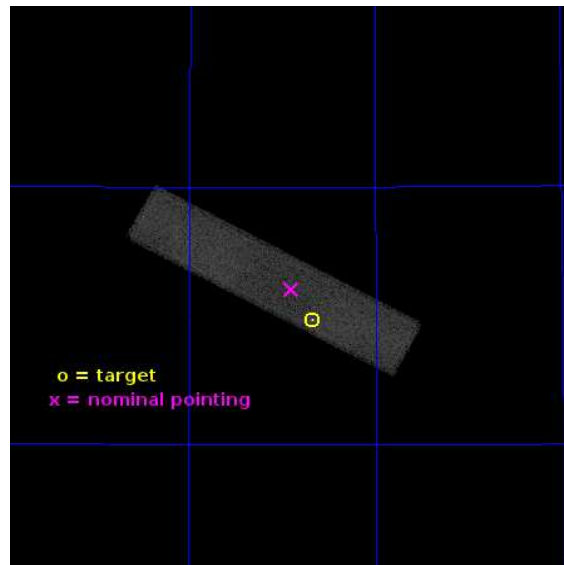 o = target
x = nominal pointing